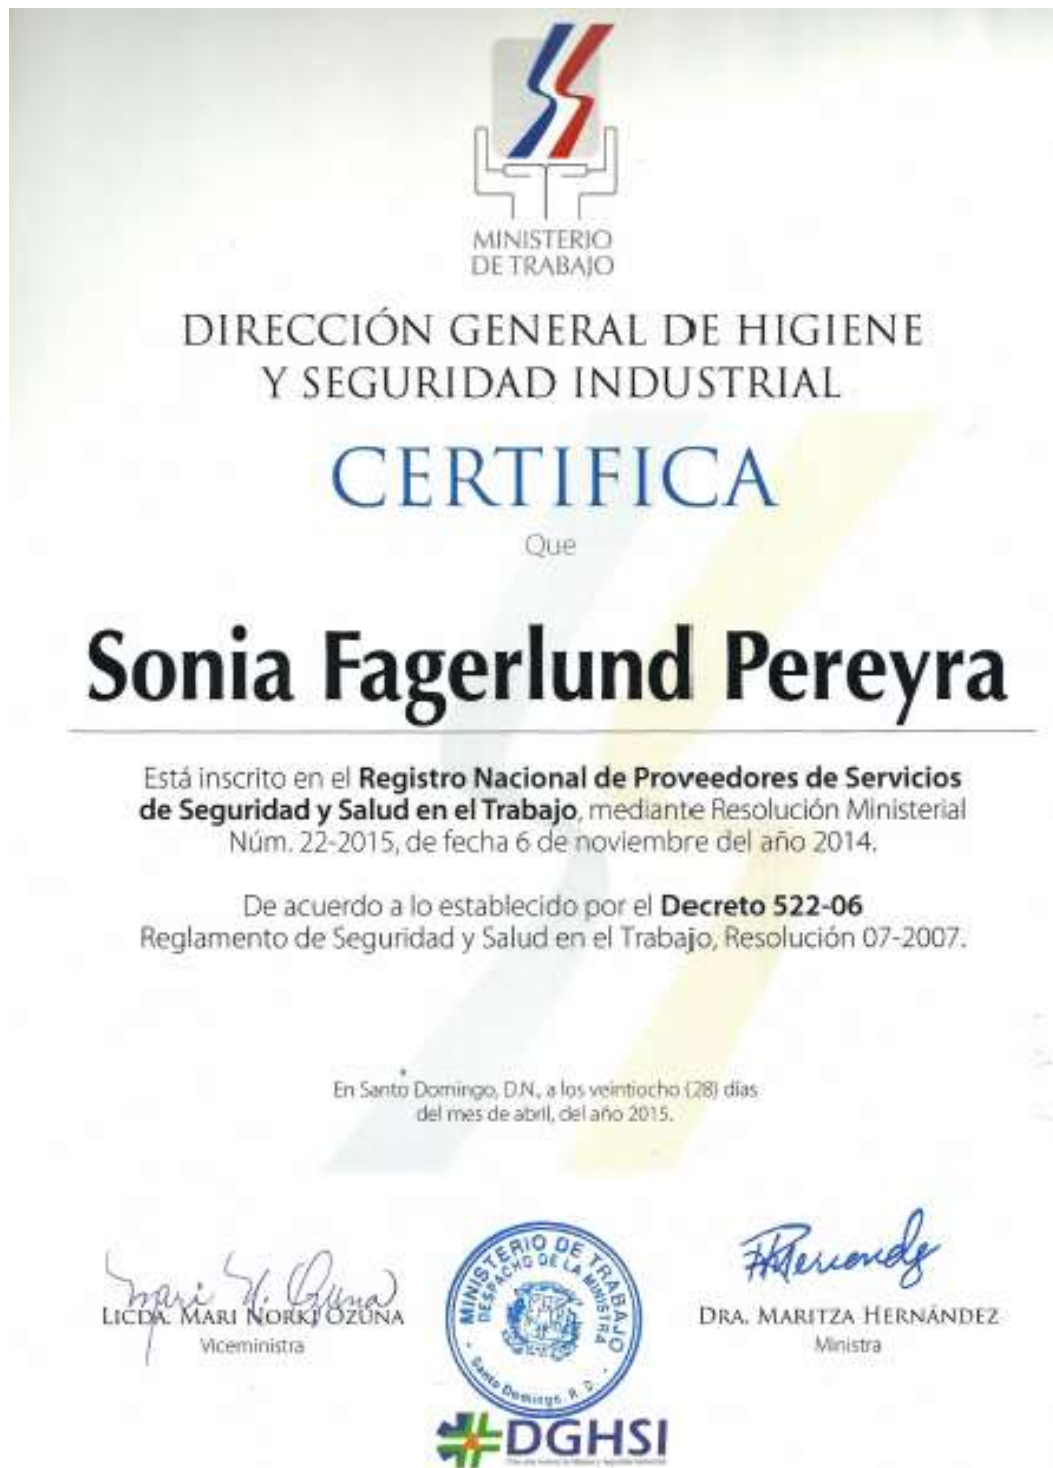 MINISTERIO
DE TRABAJO
DIRECCIÓN GENERAL DE HIGIENE
Y SEGURIDAD INDUSTRIAL
CERTIFICA
Que
Sonia Fagerlund Pereyra
Está inscrito en el Registro Nacional de Proveedores de Servicios
de Seguridad y Salud en el Trabajo, mediante Resolución Ministerial
Núm. 22-2015, de fecha 6 de noviembre del año 2014.
De acuerdo a lo establecido por el Decreto 522-06
Reglamento de Seguridad y Salud en el Trabajo, Resolución 07-2007.
En Santo Domingo, D.N., a los veintiocho (28) días
del mes de abril, del año 2015.
LICDA. MARI NORKI OZUNA
Viceministra
MINISTERIO DE TRABAJO
DESPACHO DE LA MINISTRA
Santo Domingo, R. D.
DRA. MARITZA HERNÁNDEZ
Ministra
DGHSI